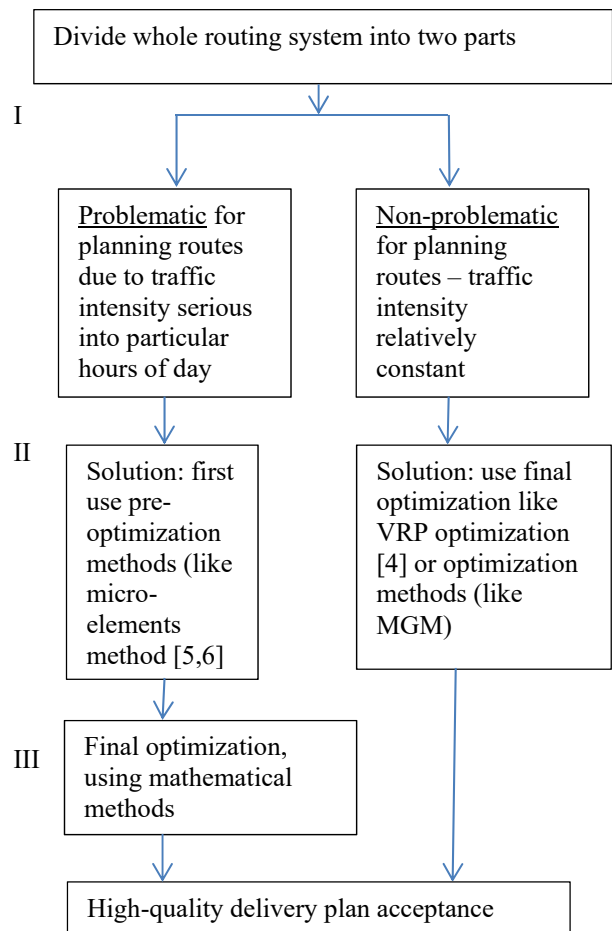 Divide whole routing system into two parts
I
Problematic for
planning routes
due to traffic
intensity serious
into particular
hours of day
Non-problematic
for planning
routes – traffic
intensity
relatively
constant
II
Solution: first
use pre-
optimization
methods (like
micro-
elements
method [5,6]
Solution: use final
optimization like
VRP optimization
[4] or optimization
methods (like
MGM)
III
Final optimization,
using mathematical
methods
High-quality delivery plan acceptance